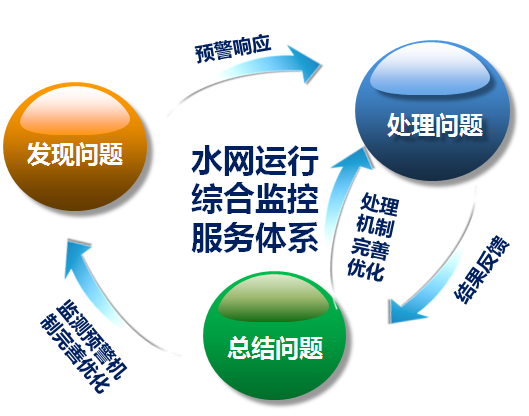 预警响应
发现问题
处理问题
水网运行
综合监控
服务体系
处理
机制
完善
优化
结果反馈
监测预警机
制完善优化
总结问题